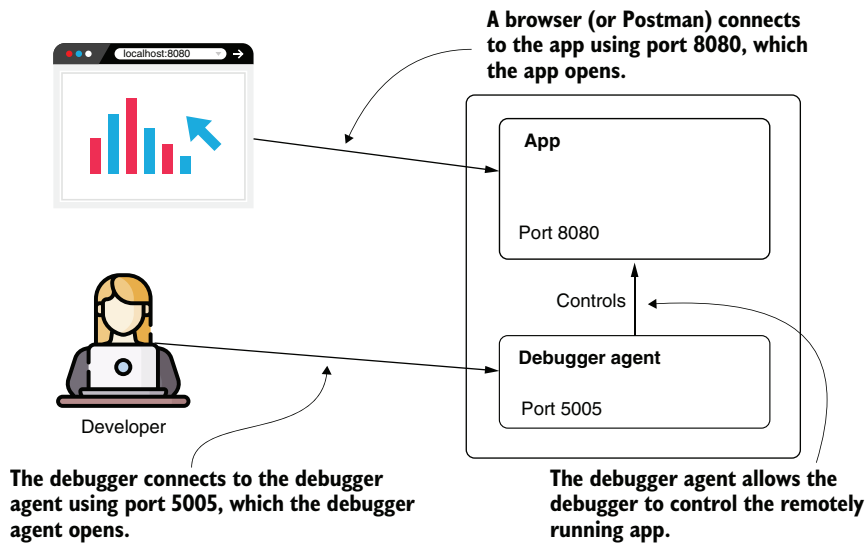 A browser (or Postman) connects
to the app using port 8080, which
the app opens.
localhost:8080
App
Port 8080
Controls
Debugger agent
Port 5005
Developer
The debugger connects to the debugger
agent using port 5005, which the debugger
agent opens.
The debugger agent allows the
debugger to control the remotely
running app.